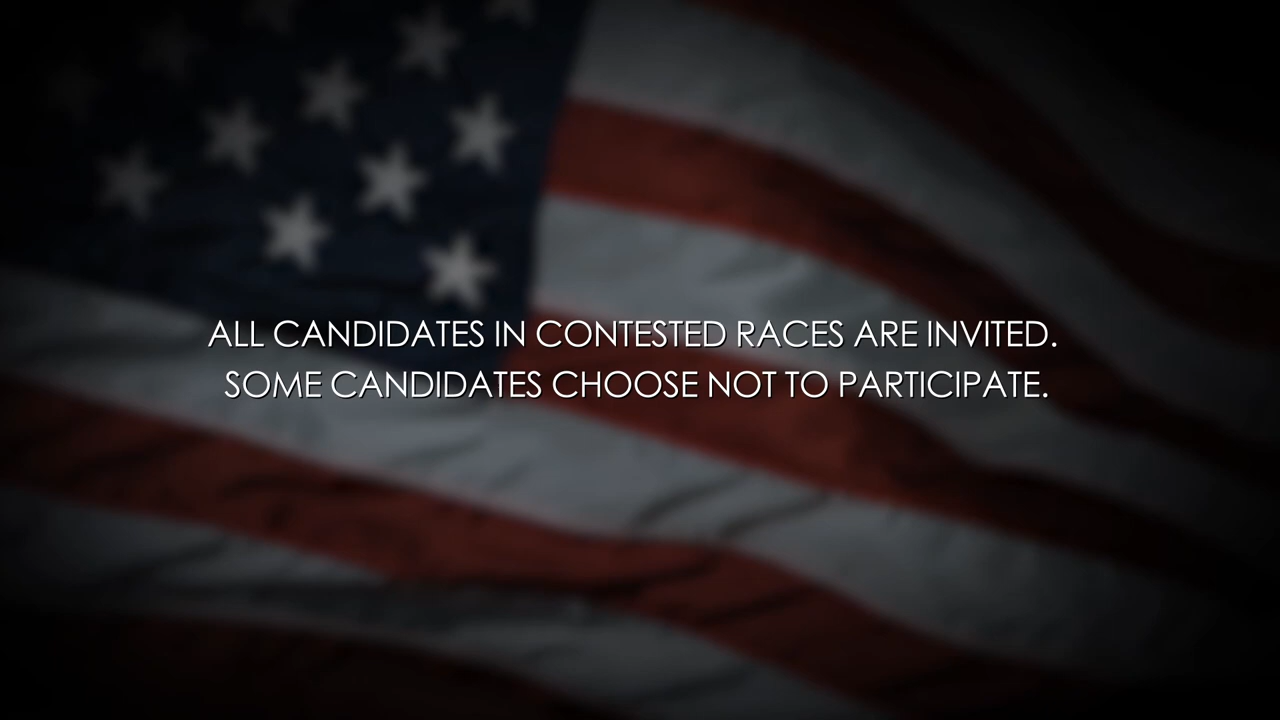 ALL CANDIDATES IN CONTESTED RACES ARE INVITED.
SOME CANDIDATES CHOOSE NOT TO PARTICIPATE.